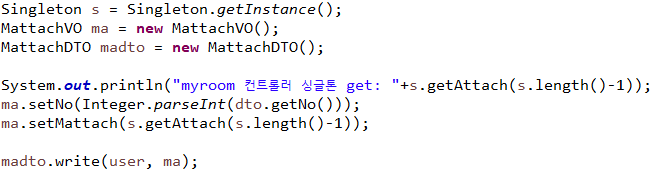 Singleton s = Singleton.getInstance();
MattachVO ma = new MattachVO();
MattachDTO madto = new MattachDTO();
System.out.println("myroom 컨트롤러 싱글톤 get: "+s.getAttach(s.length()-1));
ma.setNo(Integer.parseInt(dto.getNo()));
ma.setMattach(s.getAttach(s.length()-1));
madto.write(user, ma);